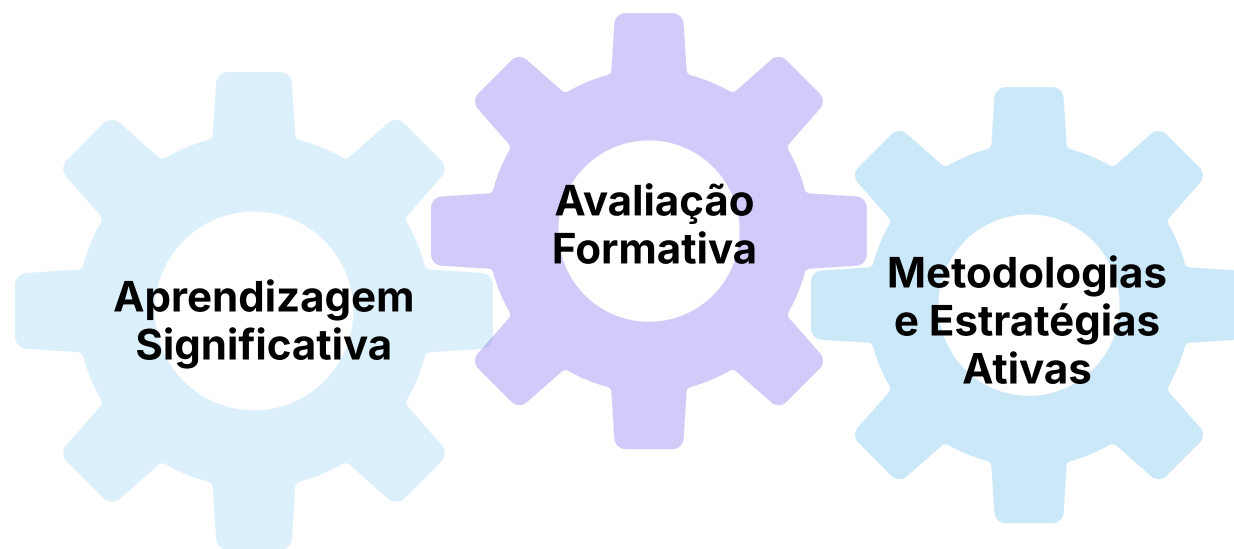 Aprendizagem
Significativa
Avaliação
Formativa
Metodologias
e Estratégias
Ativas